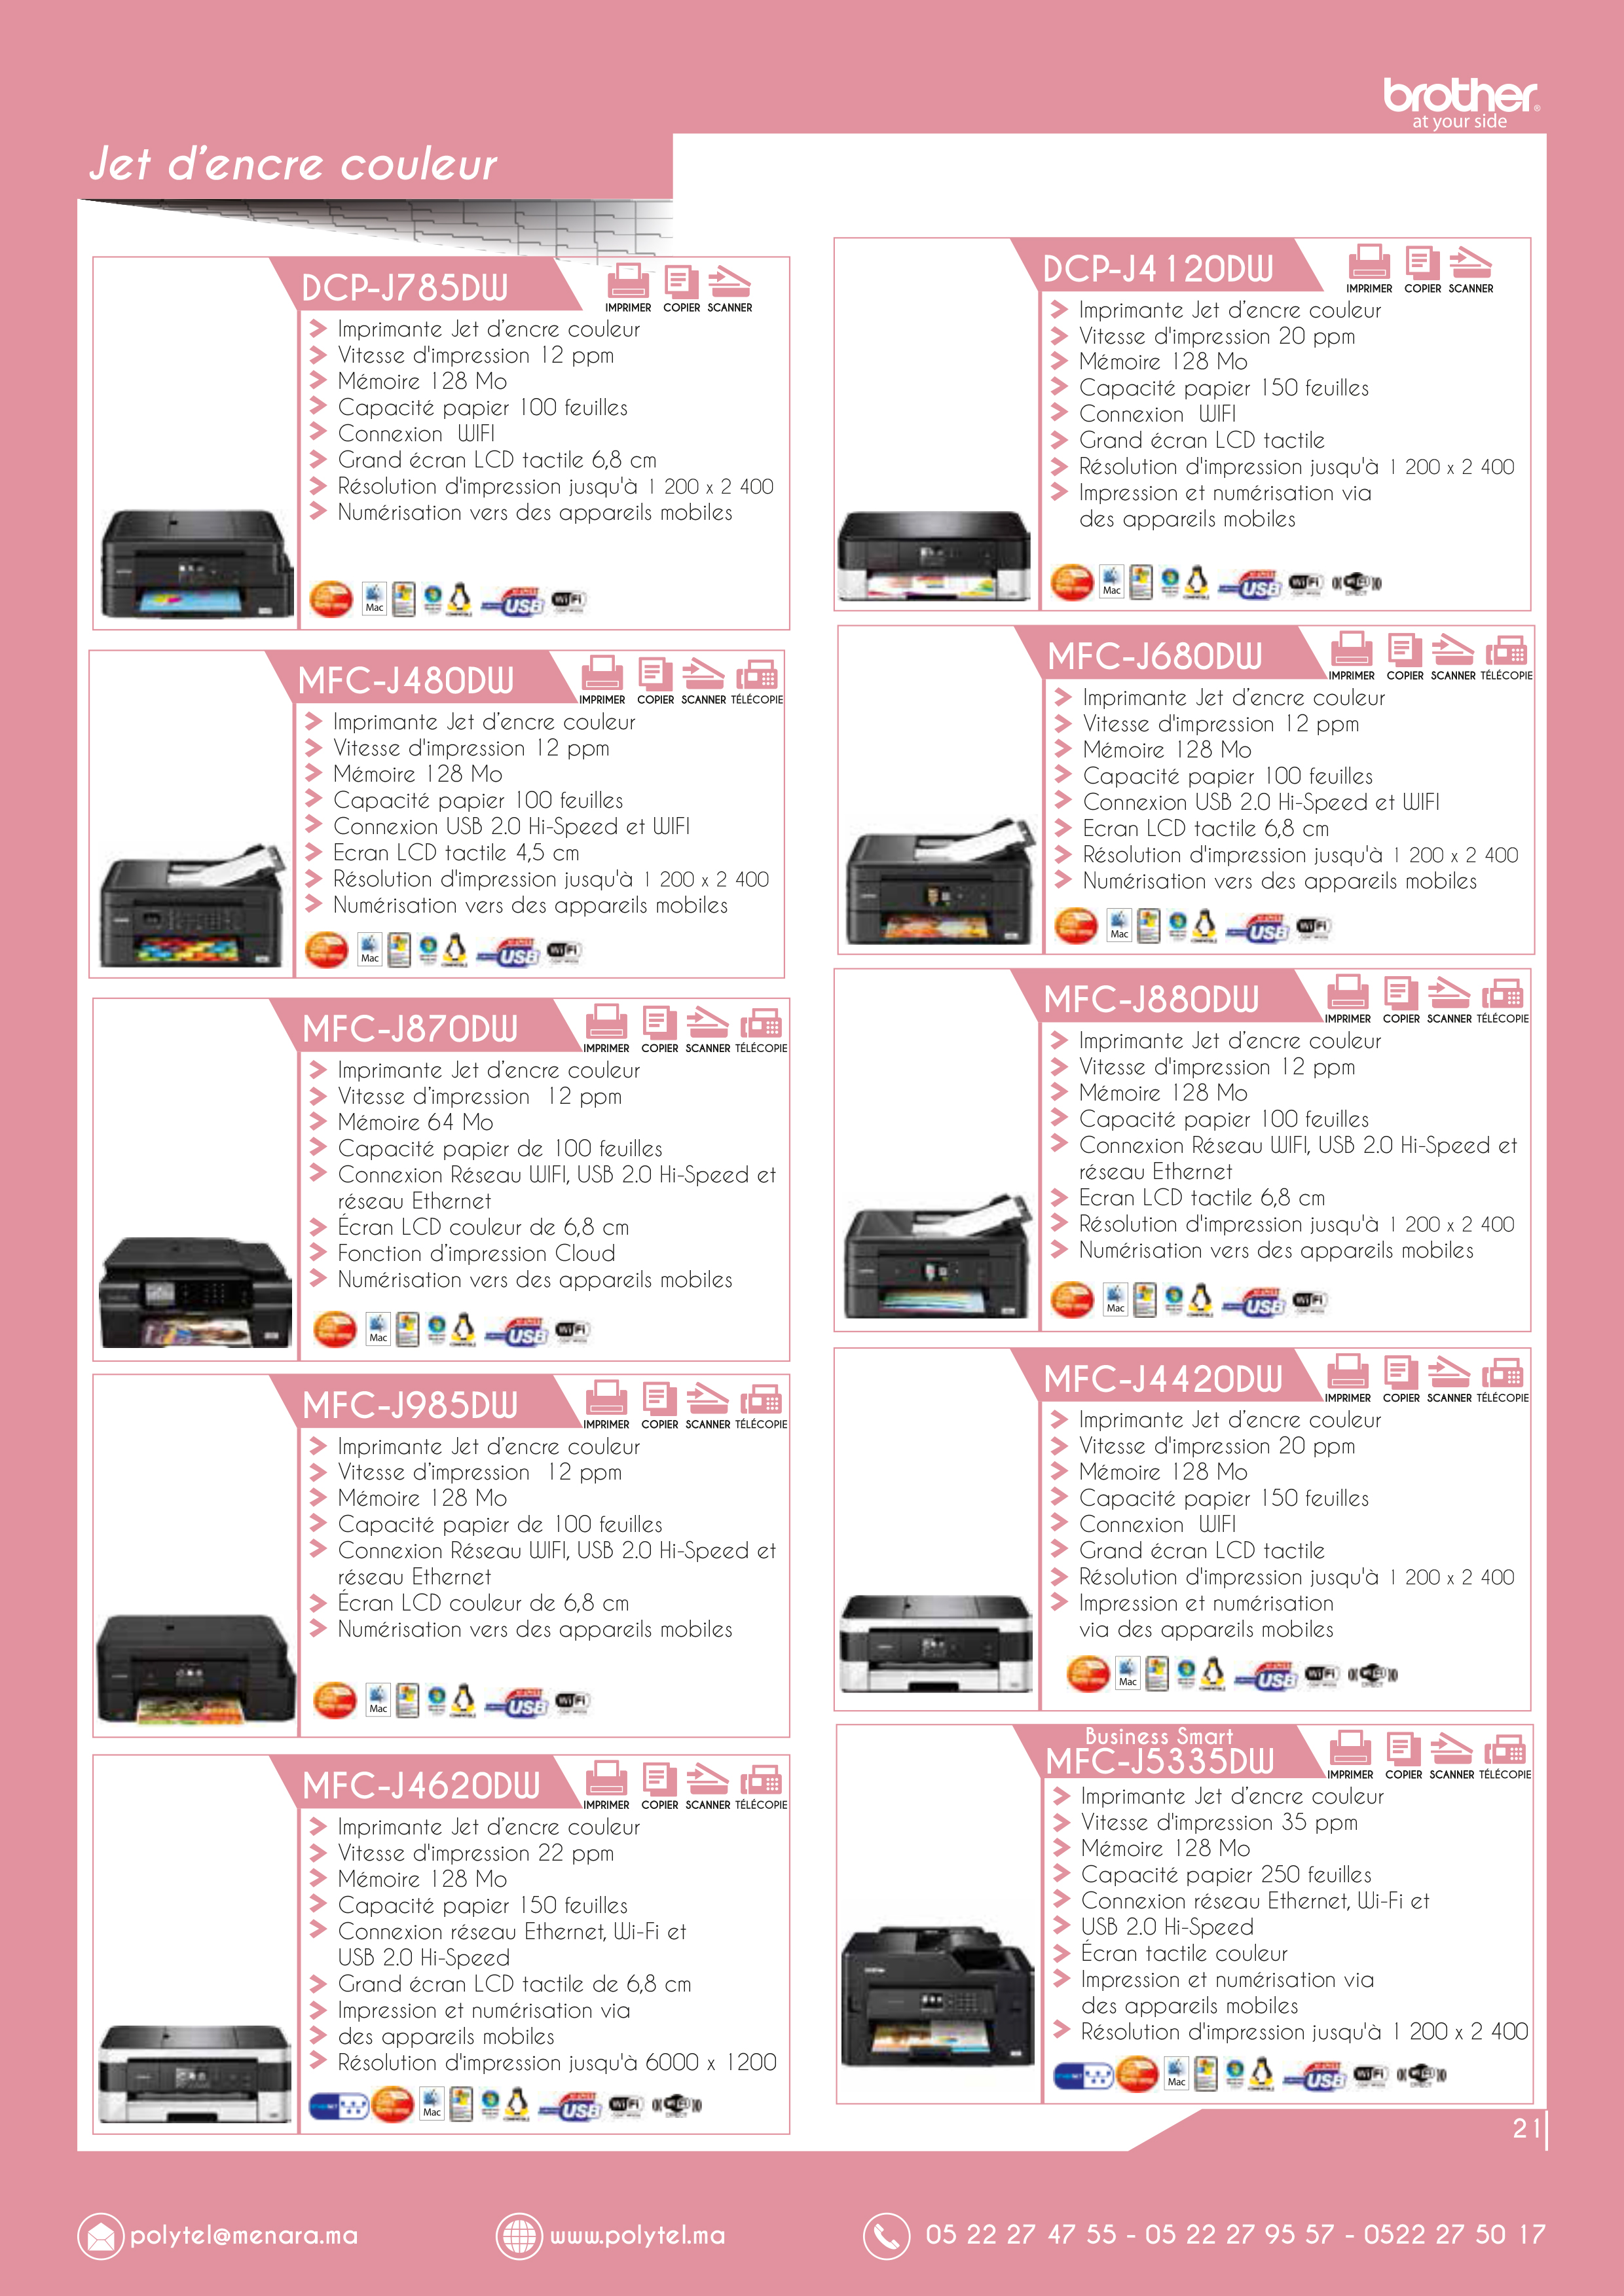 brother
at your side
Jet d’encre couleur
DCP-J785DW
IMPRIMER COPIER SCANNER
Imprimante Jet d’encre couleur
Vitesse d'impression 12 ppm
Mémoire 128 Mo
Capacité papier 100 feuilles
Connexion WIFI
Grand écran LCD tactile 6,8 cm
Résolution d'impression jusqu'à 1 200 x 2 400
Numérisation vers des appareils mobiles
Mac
USB
WiFi
DCP-J4120DW
IMPRIMER COPIER SCANNER
Imprimante Jet d’encre couleur
Vitesse d'impression 20 ppm
Mémoire 128 Mo
Capacité papier 150 feuilles
Connexion WIFI
Grand écran LCD tactile
Résolution d'impression jusqu'à 1 200 x 2 400
Impression et numérisation via
des appareils mobiles
Mac
USB
WiFi
MFC-J480DW
IMPRIMER COPIER SCANNER TÉLÉCOPIE
Imprimante Jet d’encre couleur
Vitesse d'impression 12 ppm
Mémoire 128 Mo
Capacité papier 100 feuilles
Connexion USB 2.0 Hi-Speed et WIFI
Ecran LCD tactile 4,5 cm
Résolution d'impression jusqu'à 1 200 x 2 400
Numérisation vers des appareils mobiles
Mac
USB
WiFi
MFC-J680DW
IMPRIMER COPIER SCANNER TÉLÉCOPIE
Imprimante Jet d’encre couleur
Vitesse d'impression 12 ppm
Mémoire 128 Mo
Capacité papier 100 feuilles
Connexion USB 2.0 Hi-Speed et WIFI
Ecran LCD tactile 6,8 cm
Résolution d'impression jusqu'à 1 200 x 2 400
Numérisation vers des appareils mobiles
Mac
USB
WiFi
MFC-J870DW
IMPRIMER COPIER SCANNER TÉLÉCOPIE
Imprimante Jet d’encre couleur
Vitesse d’impression 12 ppm
Mémoire 64 Mo
Capacité papier de 100 feuilles
Connexion Réseau WIFI, USB 2.0 Hi-Speed et
réseau Ethernet
Écran LCD couleur de 6,8 cm
Fonction d’impression Cloud
Numérisation vers des appareils mobiles
Mac
USB
WiFi
MFC-J880DW
IMPRIMER COPIER SCANNER TÉLÉCOPIE
Imprimante Jet d’encre couleur
Vitesse d'impression 12 ppm
Mémoire 128 Mo
Capacité papier 100 feuilles
Connexion Réseau WIFI, USB 2.0 Hi-Speed et
réseau Ethernet
Ecran LCD tactile 6,8 cm
Résolution d'impression jusqu'à 1 200 x 2 400
Numérisation vers des appareils mobiles
Mac
USB
WiFi
MFC-J985DW
IMPRIMER COPIER SCANNER TÉLÉCOPIE
Imprimante Jet d’encre couleur
Vitesse d’impression 12 ppm
Mémoire 128 Mo
Capacité papier de 100 feuilles
Connexion Réseau WIFI, USB 2.0 Hi-Speed et
réseau Ethernet
Écran LCD couleur de 6,8 cm
Numérisation vers des appareils mobiles
Mac
USB
WiFi
MFC-J4420DW
IMPRIMER COPIER SCANNER TÉLÉCOPIE
Imprimante Jet d’encre couleur
Vitesse d'impression 20 ppm
Mémoire 128 Mo
Capacité papier 150 feuilles
Connexion WIFI
Grand écran LCD tactile
Résolution d'impression jusqu'à 1 200 x 2 400
Impression et numérisation
via des appareils mobiles
Mac
USB
WiFi
MFC-J4620DW
IMPRIMER COPIER SCANNER TÉLÉCOPIE
Imprimante Jet d’encre couleur
Vitesse d'impression 22 ppm
Mémoire 128 Mo
Capacité papier 150 feuilles
Connexion réseau Ethernet, Wi-Fi et
USB 2.0 Hi-Speed
Grand écran LCD tactile de 6,8 cm
Impression et numérisation via
des appareils mobiles
Résolution d'impression jusqu'à 6000 x 1200
Mac
USB
WiFi
Business Smart
MFC-J5335DW
IMPRIMER COPIER SCANNER TÉLÉCOPIE
Imprimante Jet d’encre couleur
Vitesse d'impression 35 ppm
Mémoire 128 Mo
Capacité papier 250 feuilles
Connexion réseau Ethernet, Wi-Fi et
USB 2.0 Hi-Speed
Écran tactile couleur
Impression et numérisation via
des appareils mobiles
Résolution d'impression jusqu'à 1 200 x 2 400
Mac
USB
WiFi
21
polytel@menara.ma
www.polytel.ma
05 22 27 47 55 - 05 22 27 95 57 - 0522 27 50 17